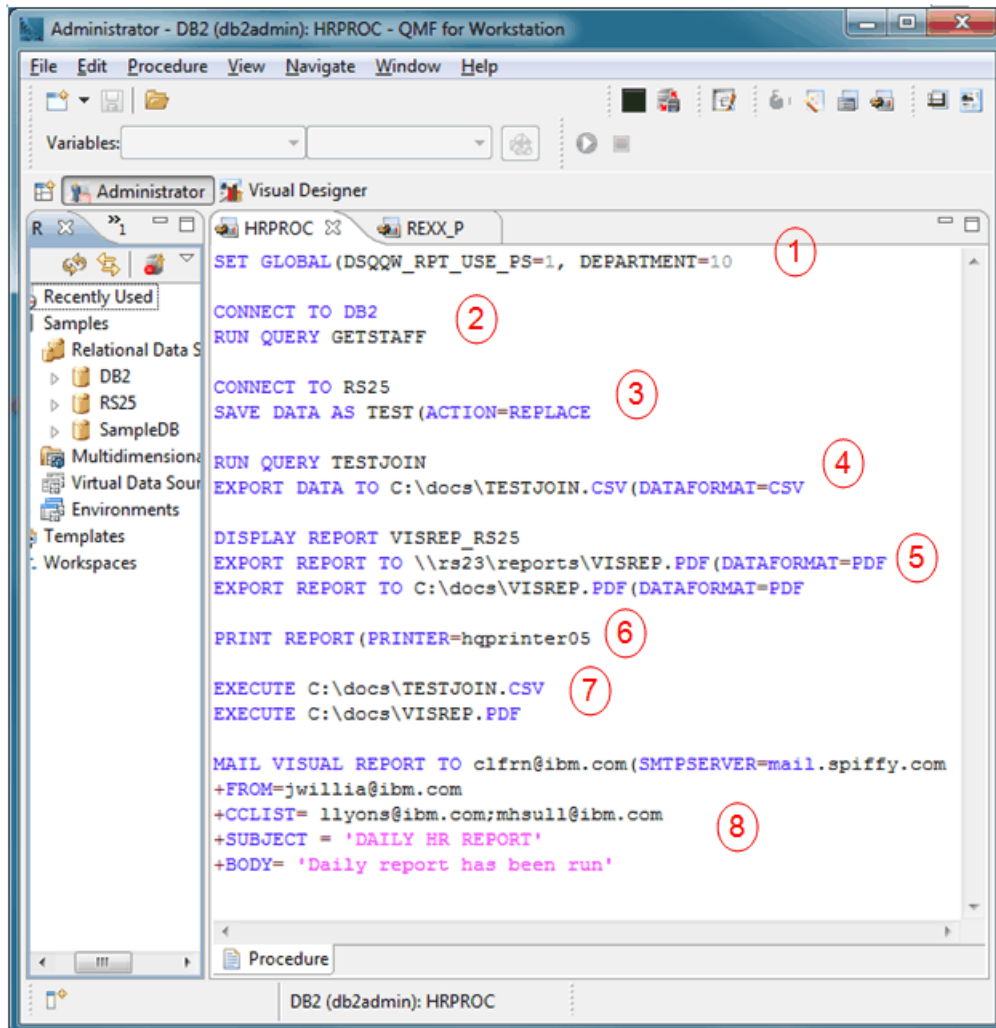 Administrator - DB2 (db2admin): HRPROC - QMF for Workstation
File Edit Procedure View Navigate Window Help
Variables:
Administrator Visual Designer
R »1 HRPROC REXX_P
SET GLOBAL(DSQQW_RPT_USE_PS=1, DEPARTMENT=10 1
Recently Used
Samples
Relational Data S
DB2
RS25
SampleDB
Multidimensiona
Virtual Data Sour
Environments
Templates
Workspaces
CONNECT TO DB2 2
RUN QUERY GETSTAFF
CONNECT TO RS25 3
SAVE DATA AS TEST(ACTION=REPLACE
RUN QUERY TESTJOIN 4
EXPORT DATA TO C:\docs\TESTJOIN.CSV(DATAFORMAT=CSV
DISPLAY REPORT VISREP_RS25
EXPORT REPORT TO \\rs23\reports\VISREP.PDF(DATAFORMAT=PDF 5
EXPORT REPORT TO C:\docs\VISREP.PDF(DATAFORMAT=PDF
PRINT REPORT(PRINTER=hqprinter05 6
EXECUTE C:\docs\TESTJOIN.CSV 7
EXECUTE C:\docs\VISREP.PDF
MAIL VISUAL REPORT TO clfrn@ibm.com(SMTPSERVER=mail.spiffy.com
+FROM=jwillia@ibm.com
+CCLIST= llyons@ibm.com;mhsull@ibm.com
+SUBJECT = 'DAILY HR REPORT' 8
+BODY= 'Daily report has been run'
Procedure
DB2 (db2admin): HRPROC